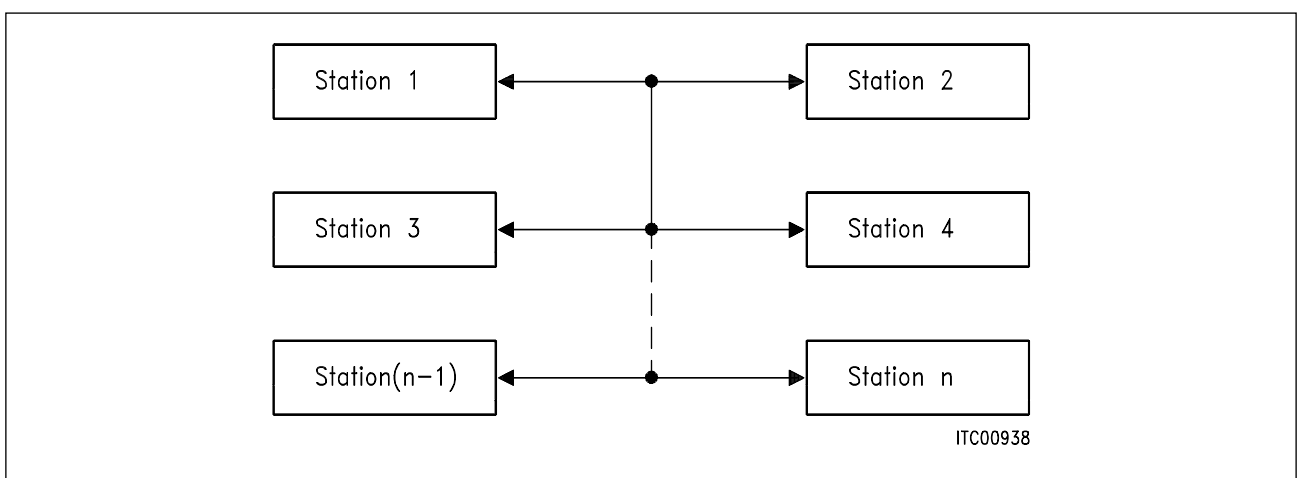 Station 1
Station 2
Station 3
Station 4
Station(n-1)
Station n
ITC00938